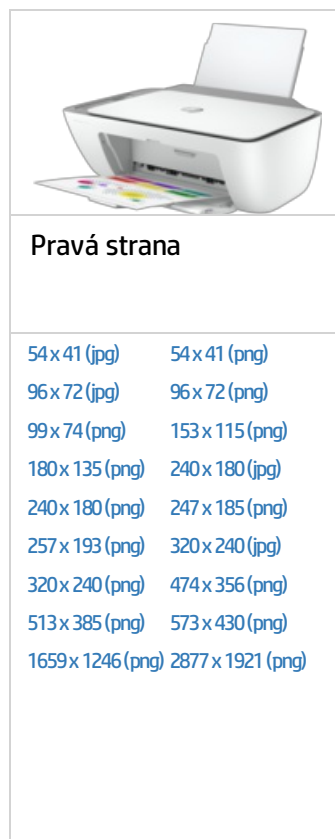 Pravá strana
54 x 41 (jpg) 54 x 41 (png)
96 x 72 (jpg) 96 x 72 (png)
99 x 74 (png) 153 x 115 (png)
180 x 135 (png) 240 x 180 (jpg)
240 x 180 (png) 247 x 185 (png)
257 x 193 (png) 320 x 240 (jpg)
320 x 240 (png) 474 x 356 (png)
513 x 385 (png) 573 x 430 (png)
1659 x 1246 (png) 2877 x 1921 (png)